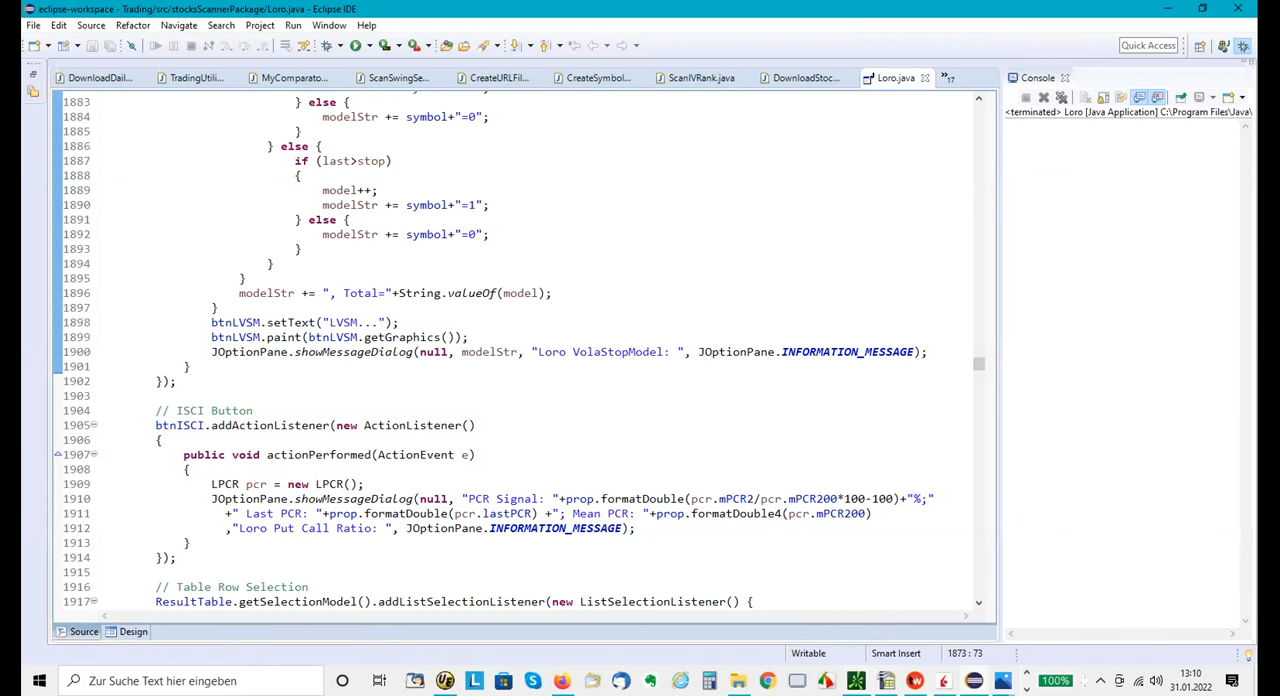 eclipse-workspace - Trading/src/stocksScannerPackage/Loro.java - Eclipse IDE
File Edit Source Refactor Navigate Search Project Run Window Help
Quick Access
DownloadDail... TradingUtili... MyComparato... ScanSwingSe... CreateURLFil... CreateSymbol... ScanIVRank.java DownloadStoc... Loro.java »17
Console
<terminated> Loro [Java Application] C:\Program Files\Java\
1883 } else {
1884 modelStr += symbol+"=0";
1885 }
1886 } else {
1887 if (last>stop)
1888 {
1889 model++;
1890 modelStr += symbol+"=1";
1891 } else {
1892 modelStr += symbol+"=0";
1893 }
1894 }
1895 }
1896 modelStr += ", Total="+String.valueOf(model);
1897 }
1898 btnLVSM.setText("LVSM...");
1899 btnLVSM.paint(btnLVSM.getGraphics());
1900 JOptionPane.showMessageDialog(null, modelStr, "Loro VolaStopModel: ", JOptionPane.INFORMATION_MESSAGE);
1901 }
1902 });
1903
1904 // ISCI Button
1905 btnISCI.addActionListener(new ActionListener()
1906 {
1907 public void actionPerformed(ActionEvent e)
1908 {
1909 LPCR pcr = new LPCR();
1910 JOptionPane.showMessageDialog(null, "PCR Signal: "+prop.formatDouble(pcr.mPCR2/pcr.mPCR200*100-100)+"%;"
1911 +" Last PCR: "+prop.formatDouble(pcr.lastPCR) +"; Mean PCR: "+prop.formatDouble4(pcr.mPCR200)
1912 ,"Loro Put Call Ratio: ", JOptionPane.INFORMATION_MESSAGE);
1913 }
1914 });
1915
1916 // Table Row Selection
1917 ResultTable.getSelectionModel().addListSelectionListener(new ListSelectionListener() {
Source Design
Writable Smart Insert 1873 : 73
Zur Suche Text hier eingeben
100%
13:10
31.01.2022